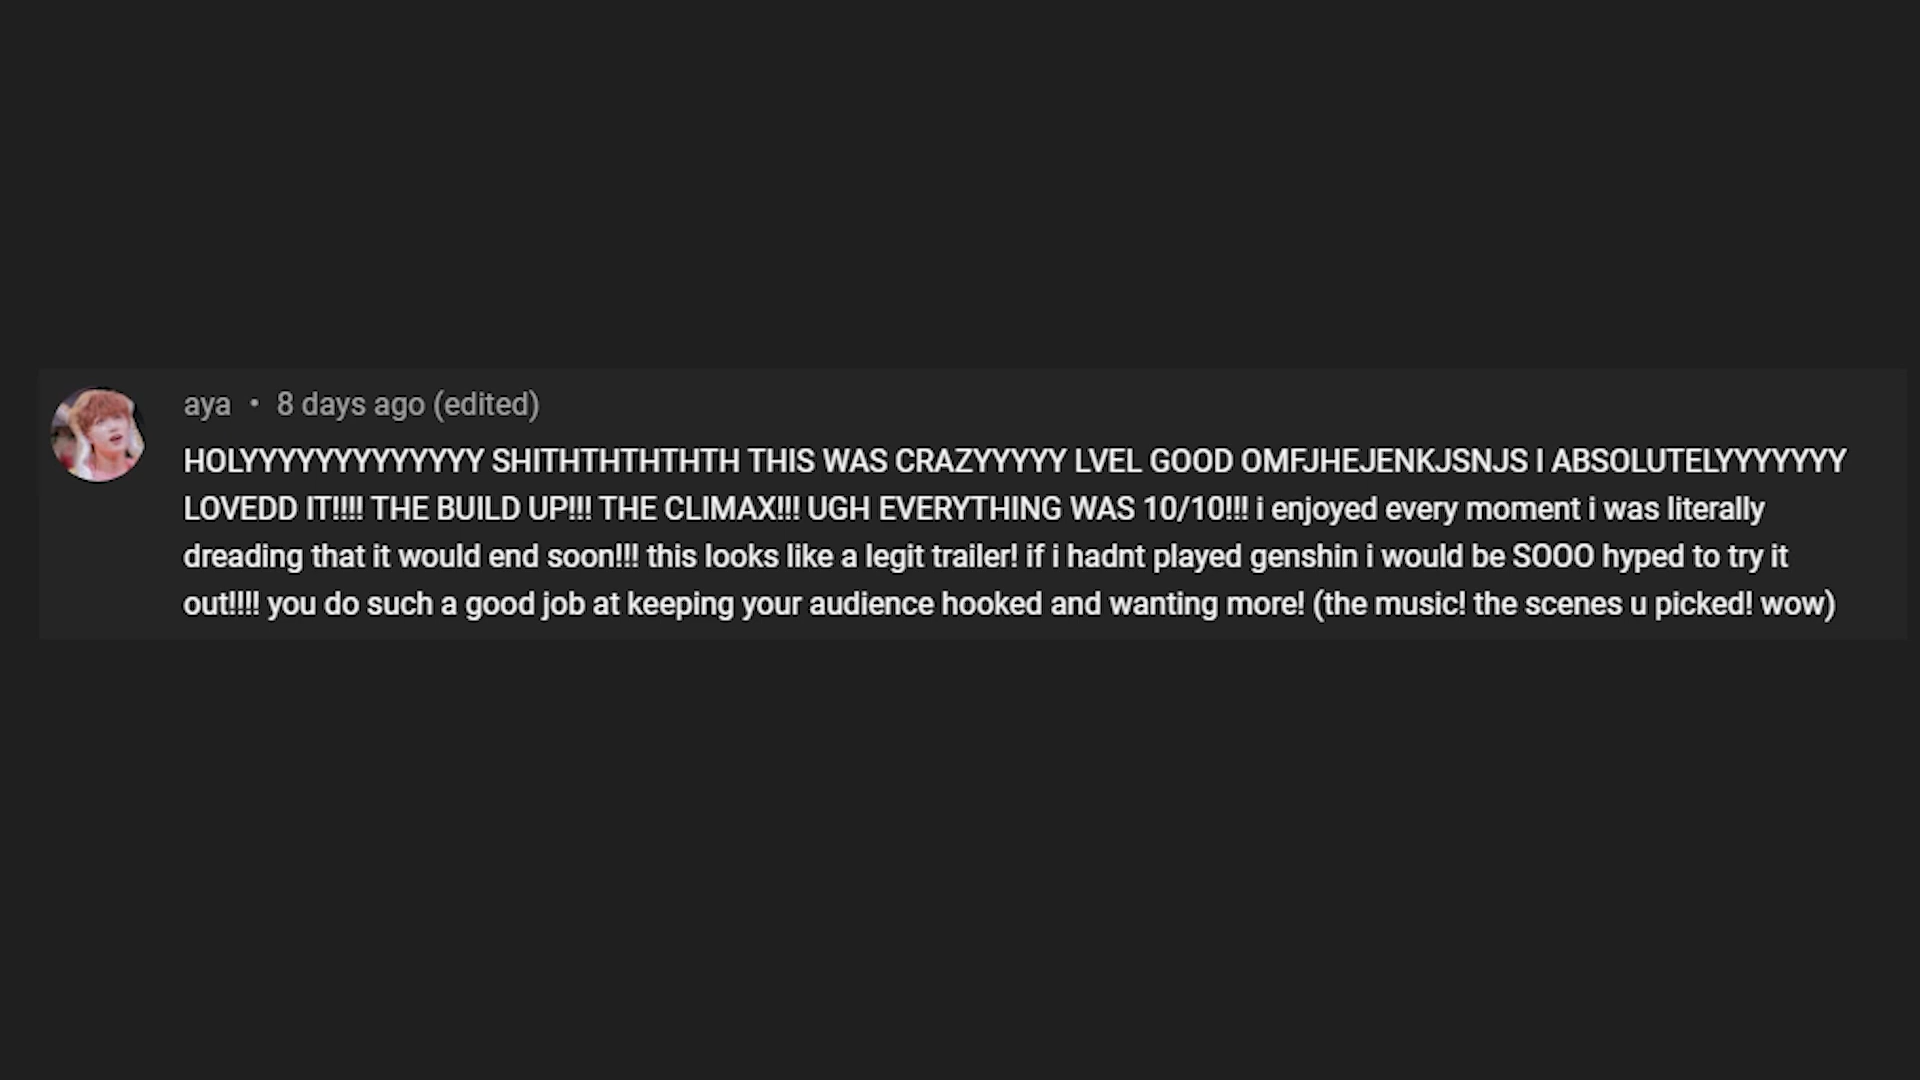 aya • 8 days ago (edited)
HOLYYYYYYYYYYYYYY SHITHTHTHTHTH THIS WAS CRAZYYYYY LVEL GOOD OMFJHEJENKJSNJS I ABSOLUTELYYYYYYY
LOVEDD IT!!!! THE BUILD UP!!! THE CLIMAX!!! UGH EVERYTHING WAS 10/10!!! i enjoyed every moment i was literally
dreading that it would end soon!!! this looks like a legit trailer! if i hadnt played genshin i would be SOOO hyped to try it
out!!!! you do such a good job at keeping your audience hooked and wanting more! (the music! the scenes u picked! wow)